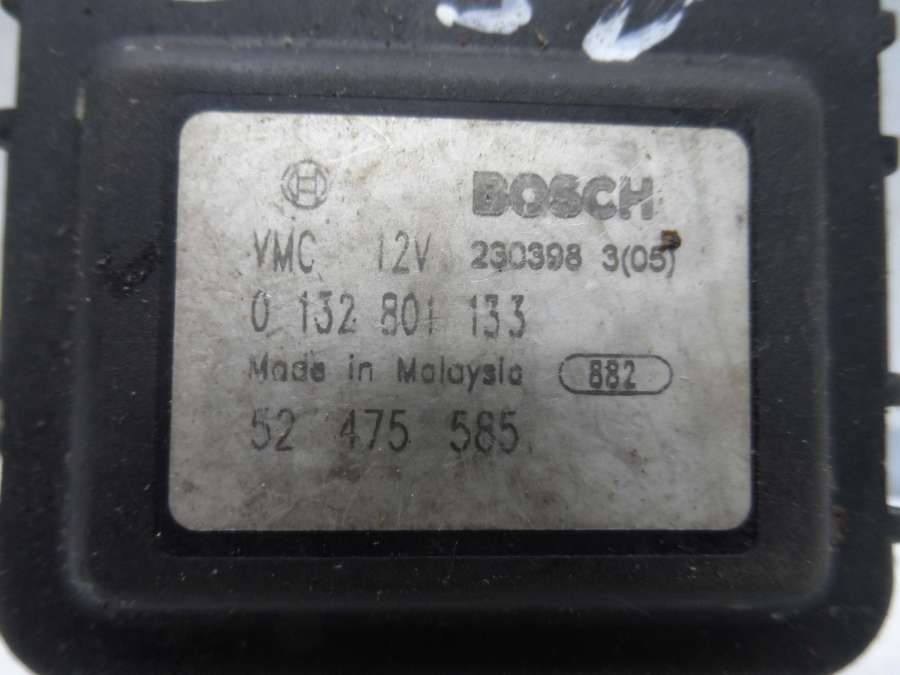 BOSCH
VMC 12V 230398 3(05)
0 132 801 133
Made in Malaysia 882
52 475 585